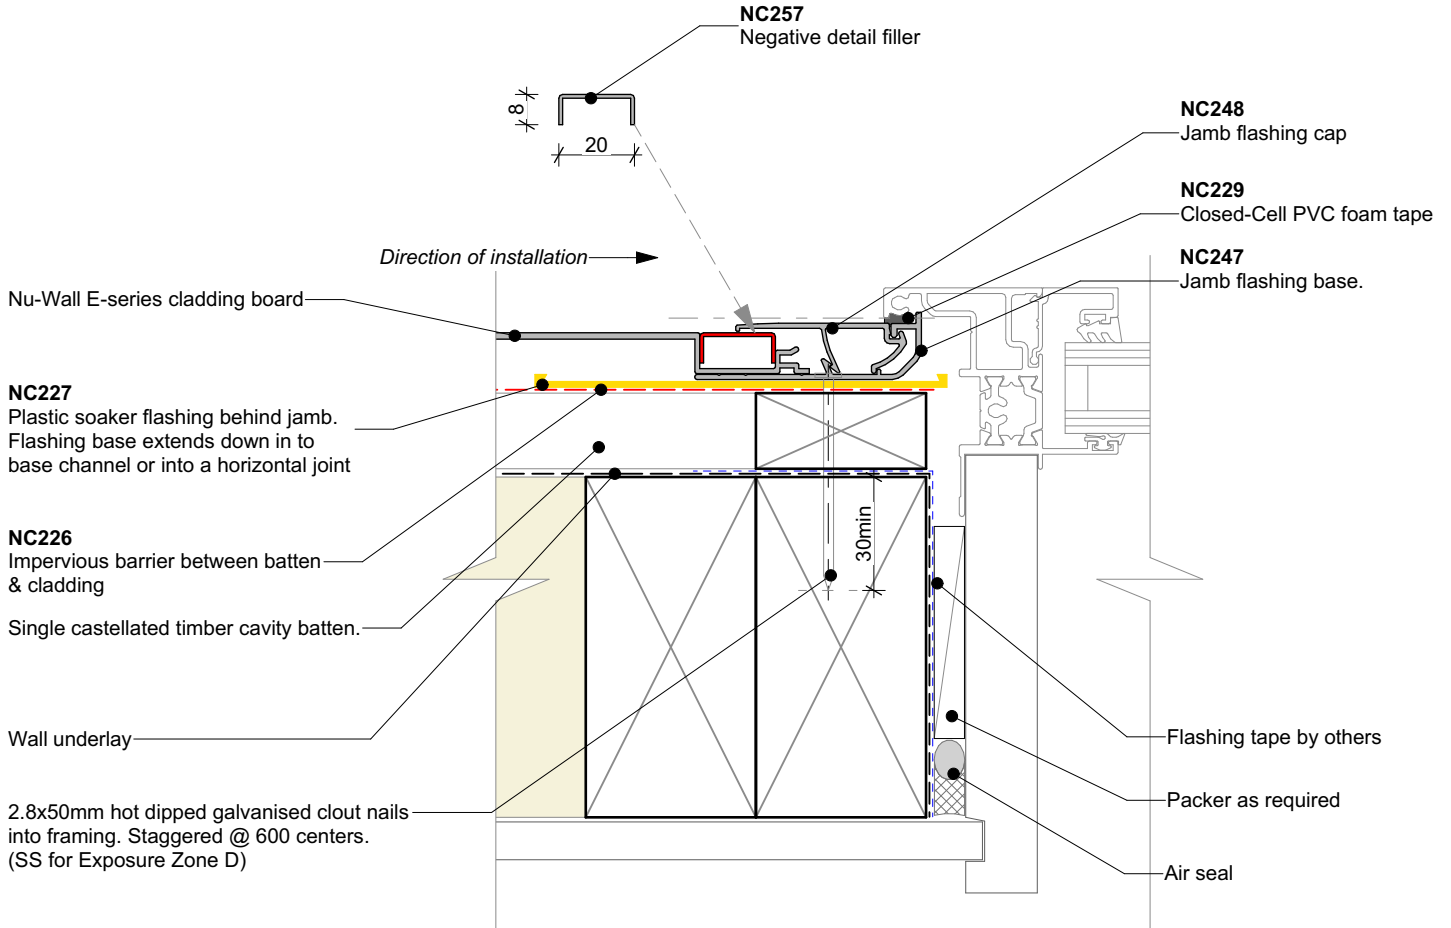 NC257
Negative detail filler
8
20
NC248
Jamb flashing cap
NC229
Closed-Cell PVC foam tape
NC247
Jamb flashing base.
Direction of installation
Nu-Wall E-series cladding board
NC227
Plastic soaker flashing behind jamb.
Flashing base extends down in to
base channel or into a horizontal joint
NC226
Impervious barrier between batten
& cladding
Single castellated timber cavity batten.
30min
Wall underlay
2.8x50mm hot dipped galvanised clout nails
into framing. Staggered @ 600 centers.
(SS for Exposure Zone D)
Flashing tape by others
Packer as required
Air seal